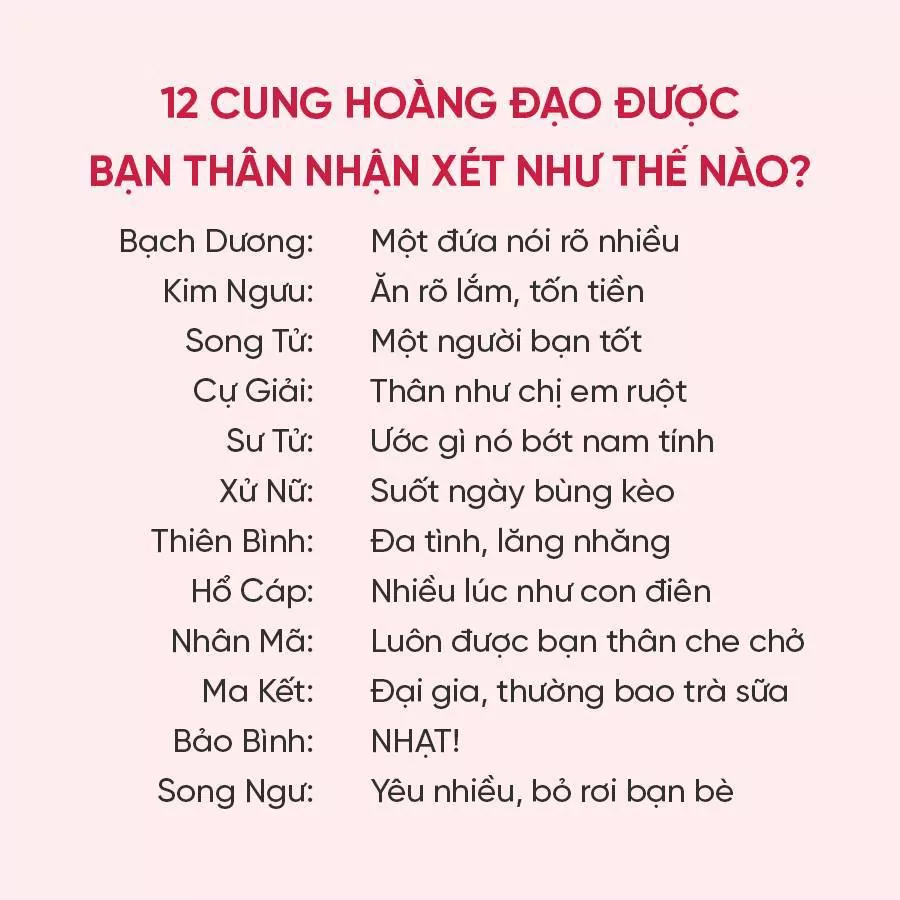 12 CUNG HOÀNG ĐẠO ĐƯỢC
BẠN THÂN NHẬN XÉT NHƯ THẾ NÀO?
Bạch Dương: Một đứa nói rõ nhiều
Kim Ngưu: Ăn rõ lắm, tốn tiền
Song Tử: Một người bạn tốt
Cự Giải: Thân như chị em ruột
Sư Tử: Ước gì nó bớt nam tính
Xử Nữ: Suốt ngày bùng kèo
Thiên Bình: Đa tình, lăng nhăng
Hổ Cáp: Nhiều lúc như con điên
Nhân Mã: Luôn được bạn thân che chở
Ma Kết: Đại gia, thường bao trà sữa
Bảo Bình: NHẠT!
Song Ngư: Yêu nhiều, bỏ rơi bạn bè